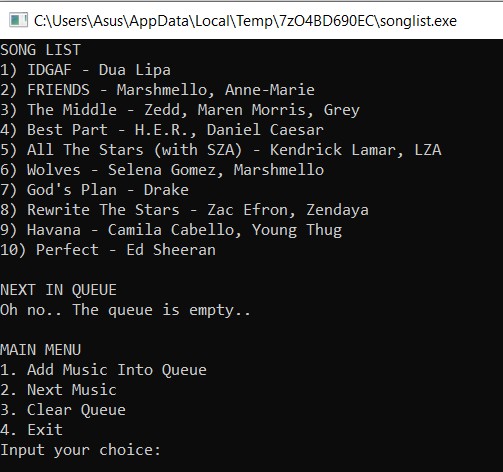 C:\Users\Asus\AppData\Local\Temp\7zO4BD690EC\songlist.exe
SONG LIST
1) IDGAF - Dua Lipa
2) FRIENDS - Marshmello, Anne-Marie
3) The Middle - Zedd, Maren Morris, Grey
4) Best Part - H.E.R., Daniel Caesar
5) All The Stars (with SZA) - Kendrick Lamar, LZA
6) Wolves - Selena Gomez, Marshmello
7) God's Plan - Drake
8) Rewrite The Stars - Zac Efron, Zendaya
9) Havana - Camila Cabello, Young Thug
10) Perfect - Ed Sheeran
NEXT IN QUEUE
Oh no.. The queue is empty..
MAIN MENU
1. Add Music Into Queue
2. Next Music
3. Clear Queue
4. Exit
Input your choice: